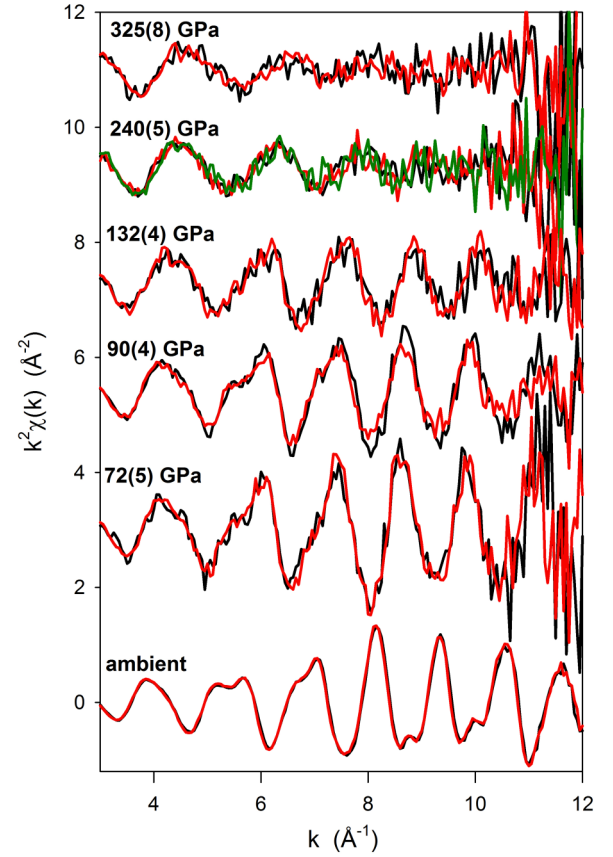 12
325(8) GPa
10
240(5) GPa
8
132(4) GPa
6
90(4) GPa
4
72(5) GPa
2
ambient
0
k²χ(k) (Å⁻²)
4 6 8 10 12
k (Å⁻¹)